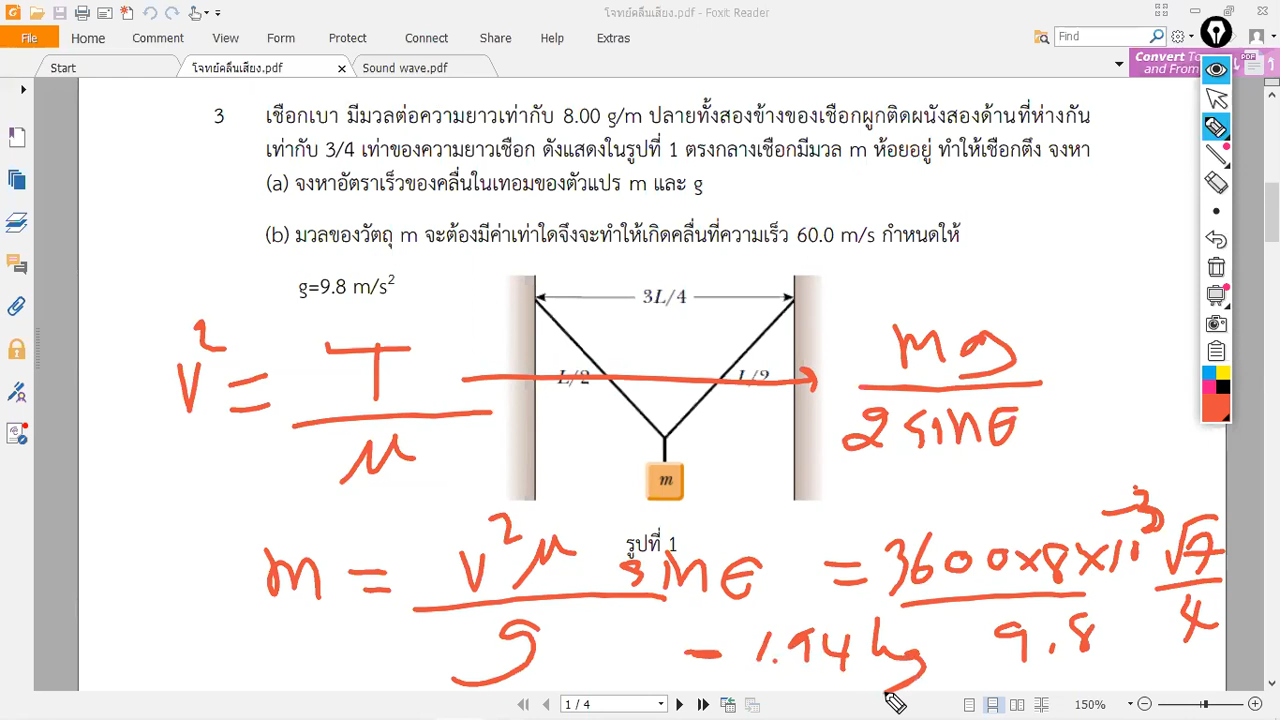 โจทย์คลื่นเสียง.pdf - Foxit Reader
File Home Comment View Form Protect Connect Share Help Extras Find
Start โจทย์คลื่นเสียง.pdf Sound wave.pdf Convert To
and From PDF
3 เชือกเบา มีมวลต่อความยาวเท่ากับ 8.00 g/m ปลายทั้งสองข้างของเชือกผูกติดผนังสองด้านที่ห่างกัน
เท่ากับ 3/4 เท่าของความยาวเชือก ดังแสดงในรูปที่ 1 ตรงกลางเชือกมีมวล m ห้อยอยู่ ทำให้เชือกตึง จงหา
(a) จงหาอัตราเร็วของคลื่นในเทอมของตัวแปร m และ g
(b) มวลของวัตถุ m จะต้องมีค่าเท่าใดจึงจะทำให้เกิดคลื่นที่ความเร็ว 60.0 m/s กำหนดให้
g=9.8 m/s²
3L/4
L/2 L/2
m
v² = T/μ → mg/2 sinθ
รูปที่ 1
m = v²μ sinθ/g = 3600×8×10⁻³/9.8 √7/4
- 1.94 kg
1 / 4 150%